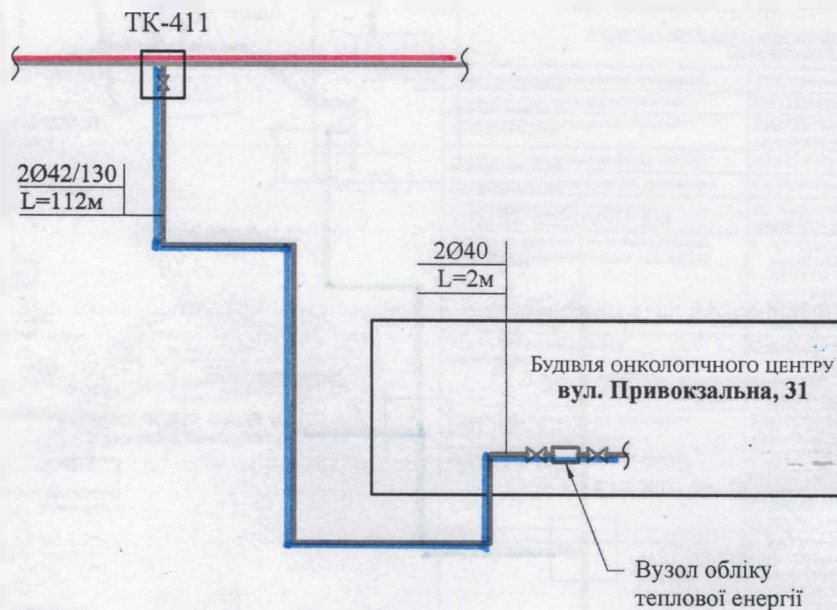 ТК-411
2Ø42/130
L=112м
2Ø40
L=2м
Будівля онкологічного центру
вул. Привокзальна, 31
Вузол обліку
теплової енергії